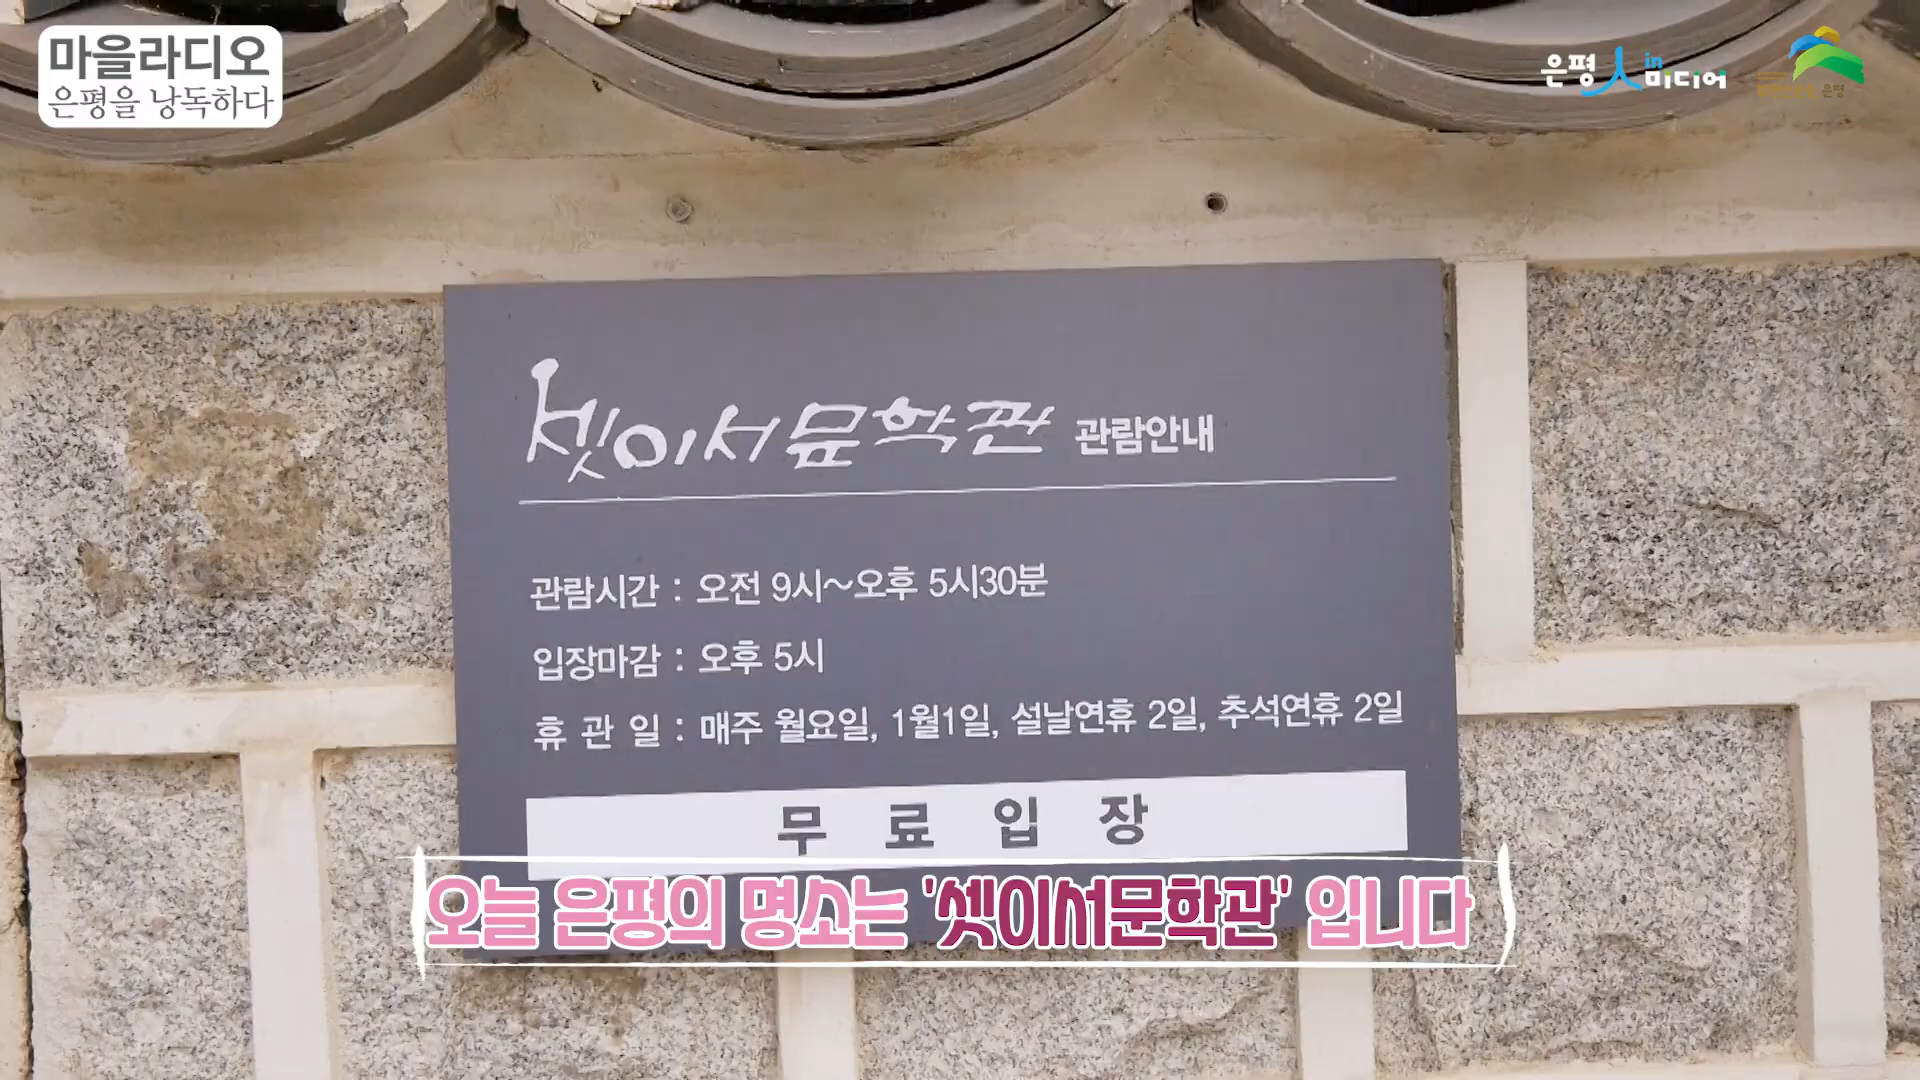 마을라디오
은평을 낭독하다
은평 인 in 미디어
은평
셋이서문학관 관람안내
관람시간 : 오전 9시~오후 5시30분
입장마감 : 오후 5시
휴 관 일 : 매주 월요일, 1월1일, 설날연휴 2일, 추석연휴 2일
무 료 입 장
오늘 은평의 명소는 '셋이서문학관' 입니다